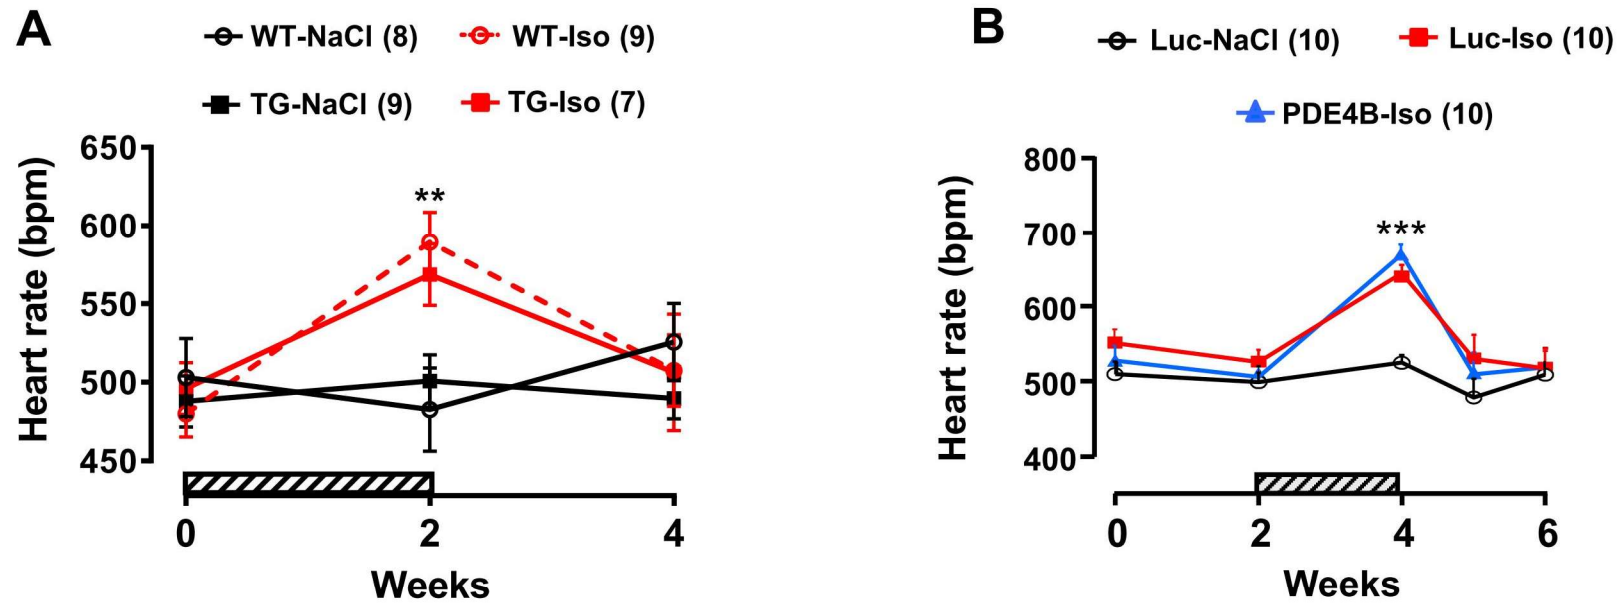 A
WT-NaCl (8)
WT-Iso (9)
TG-NaCl (9)
TG-Iso (7)
Heart rate (bpm)
650
600
550
500
450
**
0
2
4
Weeks
B
Luc-NaCl (10)
Luc-Iso (10)
PDE4B-Iso (10)
Heart rate (bpm)
800
700
600
500
400
***
0
2
4
6
Weeks